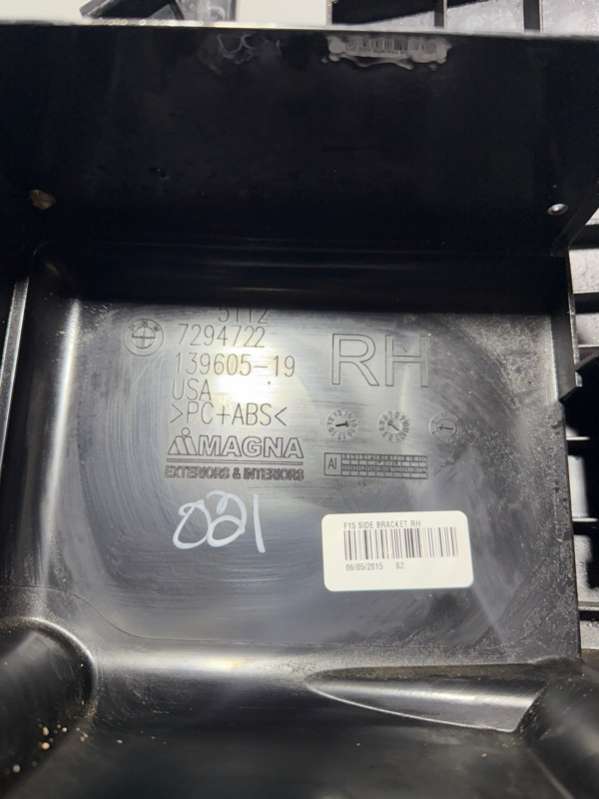 5112
7294722
139605-19
USA
>PC+ABS<
MAGNA
EXTERIORS & INTERIORS
RH
AI
021
F15 SIDE BRACKET RH
06/05/2015 62